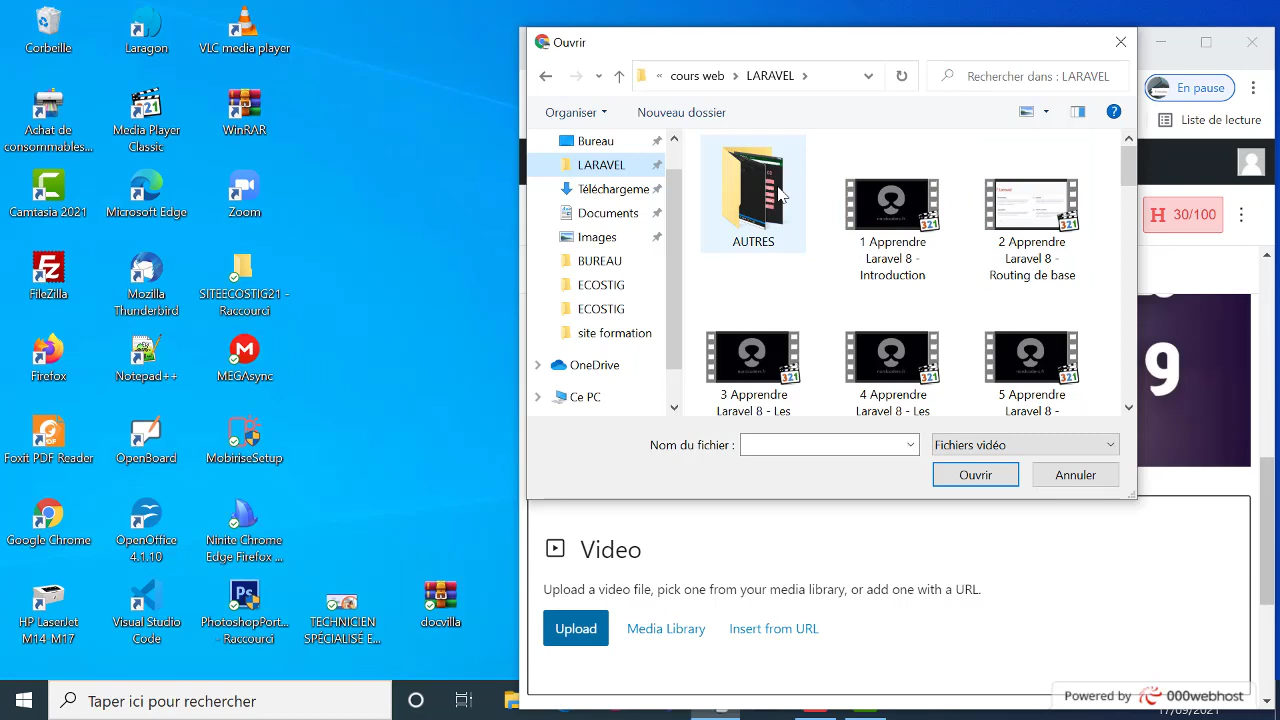 Corbeille
Laragon
VLC media player
Achat de
consommables...
Media Player
Classic
WinRAR
Camtasia 2021
Microsoft Edge
Zoom
FileZilla
Mozilla
Thunderbird
SITEECOSTIG21 -
Raccourci
Firefox
Notepad++
MEGAsync
Foxit PDF Reader
OpenBoard
MobiriseSetup
Google Chrome
OpenOffice
4.1.10
Ninite Chrome
Edge Firefox ...
HP LaserJet
M14-M17
Visual Studio
Code
PhotoshopPort...
- Raccourci
TECHNICIEN
SPÉCIALISÉ E...
docvilla
Taper ici pour rechercher
Ouvrir
« cours web › LARAVEL ›
Rechercher dans : LARAVEL
Organiser
Nouveau dossier
Bureau
LARAVEL
Téléchargeme
Documents
Images
BUREAU
ECOSTIG
ECOSTIG
site formation
OneDrive
Ce PC
AUTRES
1 Apprendre
Laravel 8 -
Introduction
2 Apprendre
Laravel 8 -
Routing de base
3 Apprendre
Laravel 8 - Les
4 Apprendre
Laravel 8 - Les
5 Apprendre
Laravel 8 -
Nom du fichier :
Fichiers vidéo
Ouvrir
Annuler
En pause
Liste de lecture
H 30/100
9
Video
Upload a video file, pick one from your media library, or add one with a URL.
Upload
Media Library
Insert from URL
Powered by 000webhost
17/09/2021